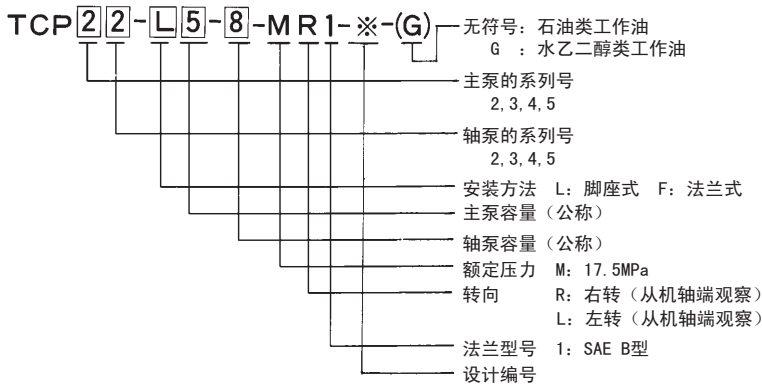 TCP22-L5-8-MR1-※-(G)
无符号：石油类工作油
G ：水乙二醇类工作油
主泵的系列号
2,3,4,5
轴泵的系列号
2,3,4,5
安装方法 L：脚座式 F：法兰式
主泵容量（公称）
轴泵容量（公称）
额定压力 M：17.5MPa
转向 R：右转（从机轴端观察）
L：左转（从机轴端观察）
法兰型号 1：SAE B型
设计编号